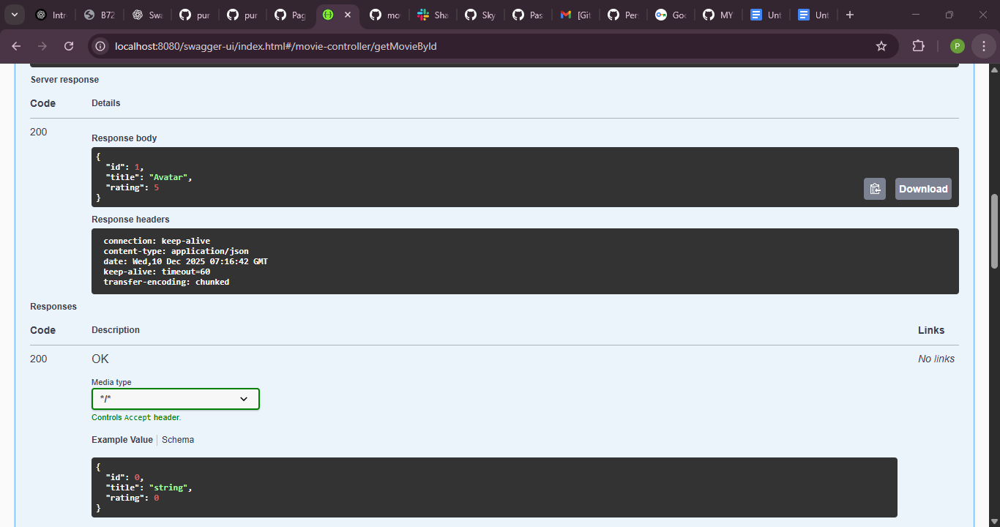 Intro
B72
Swa
pur
pur
Pag
mo
Sha
Sky
Pas
[Git
Per
Goo
MY
Unt
Unt
localhost:8080/swagger-ui/index.html#/movie-controller/getMovieById
P
Server response
Code Details
200
Response body
{
"id": 1,
"title": "Avatar",
"rating": 5
}
Download
Response headers
connection: keep-alive
content-type: application/json
date: Wed,10 Dec 2025 07:16:42 GMT
keep-alive: timeout=60
transfer-encoding: chunked
Responses
Code Description Links
200 OK No links
Media type
*/*
Controls Accept header.
Example Value Schema
{
"id": 0,
"title": "string",
"rating": 0
}